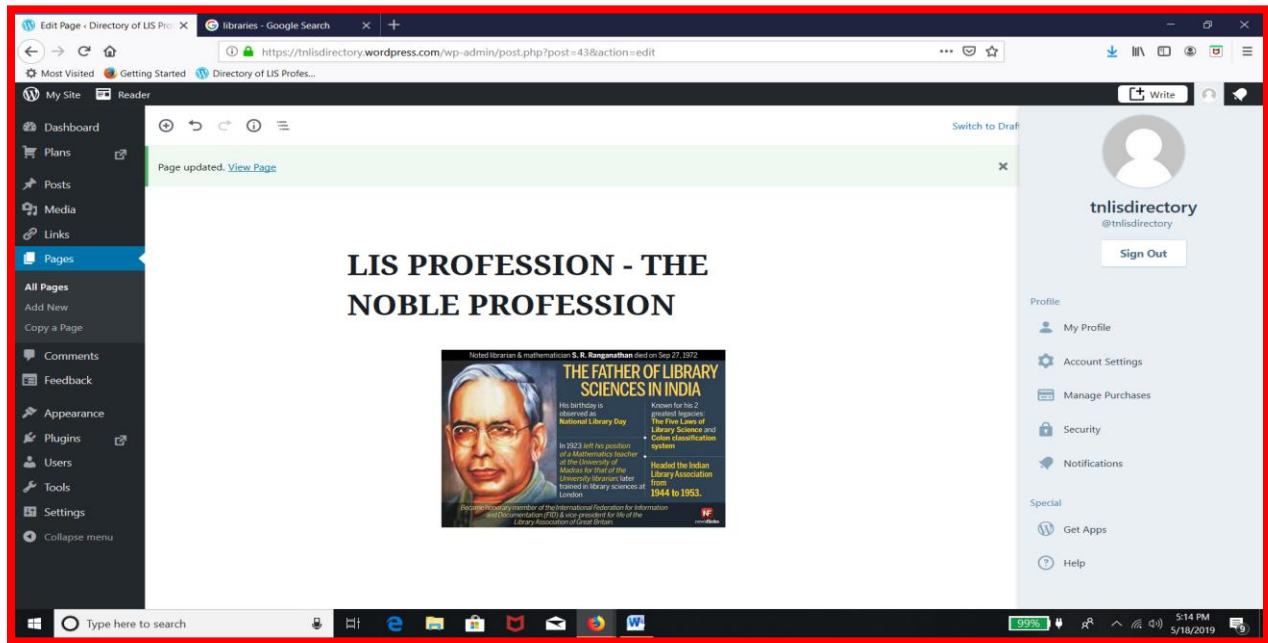 Edit Page ‹ Directory of LIS Pro
libraries - Google Search
https://tnlisdirectory.wordpress.com/wp-admin/post.php?post=43&action=edit
Most Visited Getting Started Directory of LIS Profes...
My Site Reader Write
Dashboard
Plans
Posts
Media
Links
Pages
All Pages
Add New
Copy a Page
Comments
Feedback
Appearance
Plugins
Users
Tools
Settings
Collapse menu
Switch to Draft
Page updated. View Page
LIS PROFESSION - THE
NOBLE PROFESSION
Noted librarian & mathematician S. R. Ranganathan died on Sep 27, 1972
THE FATHER OF LIBRARY
SCIENCES IN INDIA
His birthday is
observed as
National Library Day
In 1923 left his position
of a Mathematics teacher
at the University of
Madras for that of the
University librarian; later
trained in library sciences at
London
Known for his 2
greatest legacies:
The Five Laws of
Library Science and
Colon classification
system
Headed the Indian
Library Association
from
1944 to 1953.
Became honorary member of the International Federation for Information
and Documentation (FID) & vice-president for life of the
Library Association of Great Britain.
NF
newsflicks
tnlisdirectory
@tnlisdirectory
Sign Out
Profile
My Profile
Account Settings
Manage Purchases
Security
Notifications
Special
Get Apps
Help
Type here to search
99%
5:14 PM
5/18/2019
9